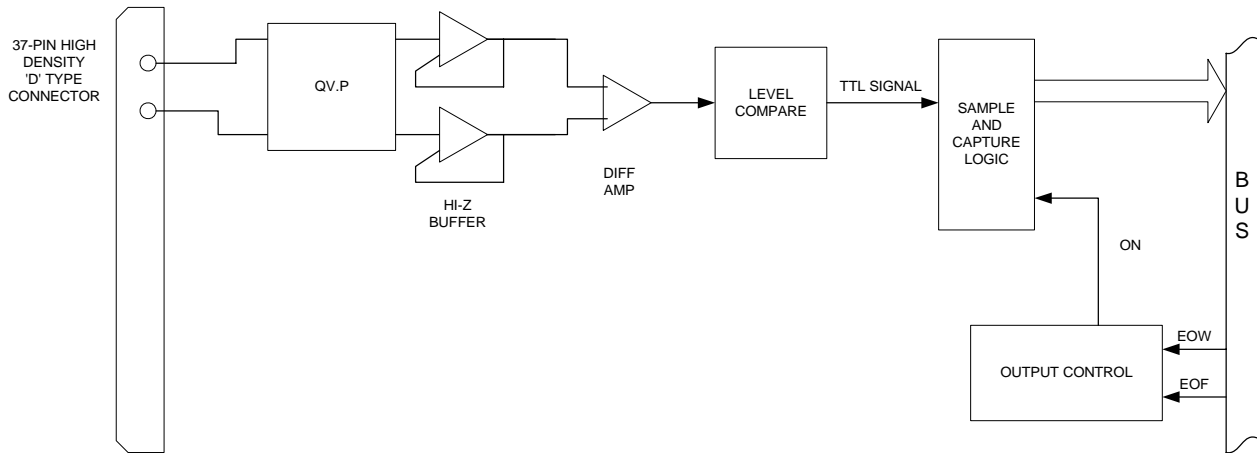 37-PIN HIGH
DENSITY
'D' TYPE
CONNECTOR
QV.P
HI-Z
BUFFER
DIFF
AMP
LEVEL
COMPARE
TTL SIGNAL
SAMPLE
AND
CAPTURE
LOGIC
ON
OUTPUT CONTROL
EOW
EOF
B
U
S